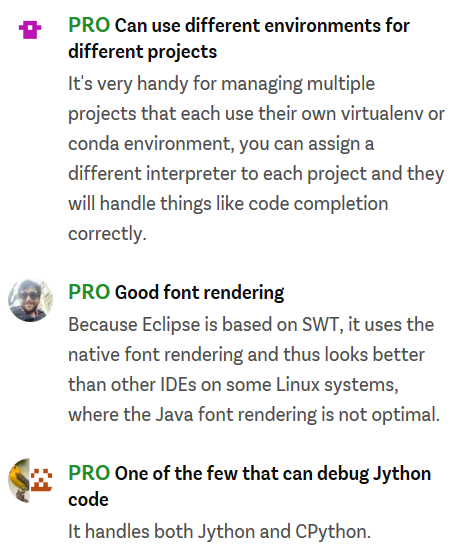 PRO Can use different environments for
different projects
It's very handy for managing multiple
projects that each use their own virtualenv or
conda environment, you can assign a
different interpreter to each project and they
will handle things like code completion
correctly.
PRO Good font rendering
Because Eclipse is based on SWT, it uses the
native font rendering and thus looks better
than other IDEs on some Linux systems,
where the Java font rendering is not optimal.
PRO One of the few that can debug Jython
code
It handles both Jython and CPython.